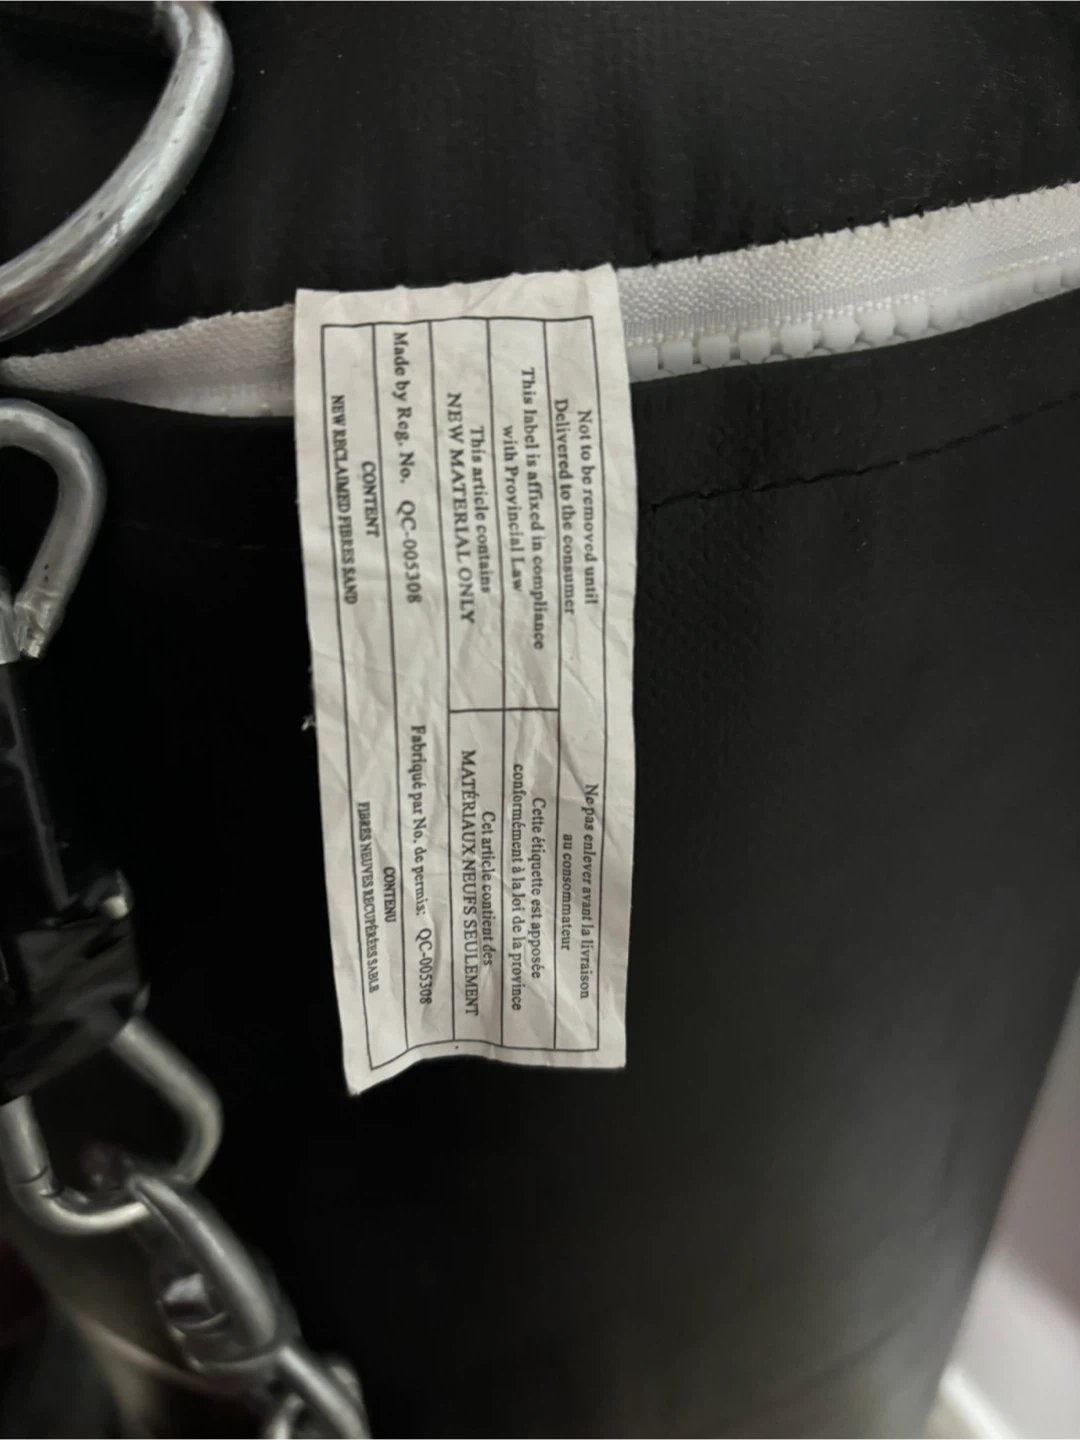 Not to be removed until
Delivered to the consumer
Ne pas enlever avant la livraison
au consommateur
This label is affixed in compliance
with Provincial Law
Cette étiquette est apposée
conformément à la loi de la province
This article contains
NEW MATERIAL ONLY
Cet article contient des
MATÉRIAUX NEUFS SEULEMENT
Made by Reg. No. QC-005308
Fabriqué par No. de permis: QC-005308
CONTENT
NEW RECLAIMED FIBRES SAND
CONTENU
FIBRES NEUVES RECUPÉRÉES SABLE